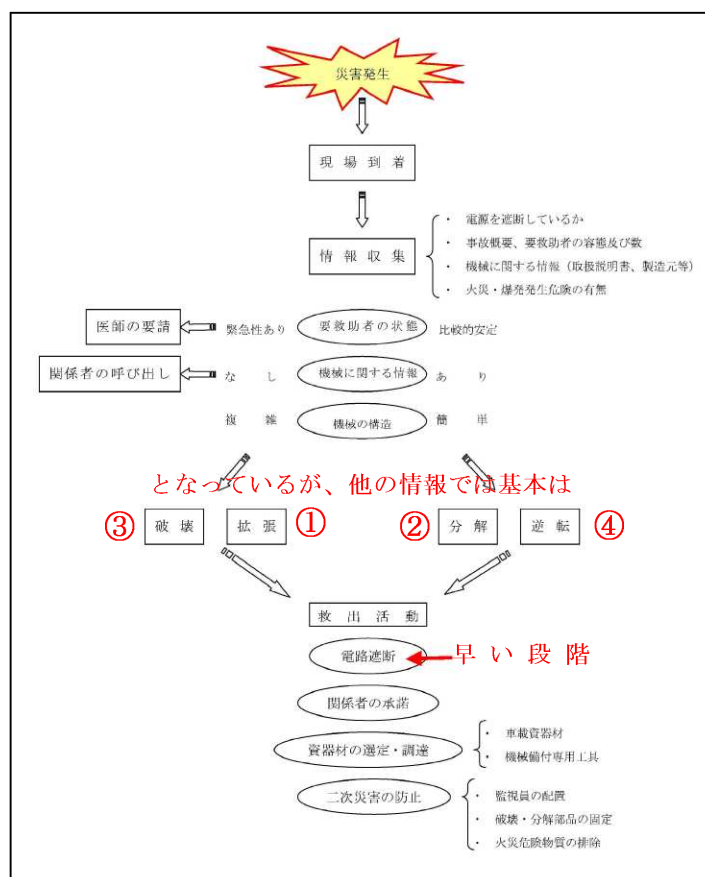 災害発生
現場到着
情報収集
・ 電源を遮断しているか
・ 事故概要、要救助者の容態及び数
・ 機械に関する情報（取扱説明書、製造元等）
・ 火災・爆発発生危険の有無
医師の要請 緊急性あり 要救助者の状態 比較的安定
関係者の呼び出し なし 機械に関する情報 あり
複雑 機械の構造 簡単
となっているが、他の情報では基本は
③ 破壊 拡張 ① ② 分解 逆転 ④
救出活動
電路遮断 早い段階
関係者の承諾
資器材の選定・調達
・ 車載資器材
・ 機械備付専用工具
二次災害の防止
・ 監視員の配置
・ 破壊・分解部品の固定
・ 火災危険物質の排除